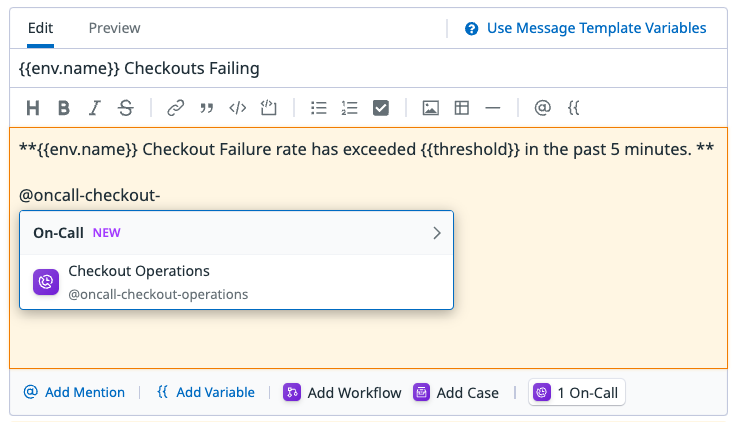 Edit Preview Use Message Template Variables
{{env.name}} Checkouts Failing
H B I S @ {{
**{{env.name}} Checkout Failure rate has exceeded {{threshold}} in the past 5 minutes. **
@oncall-checkout-
On-Call NEW
Checkout Operations
@oncall-checkout-operations
@ Add Mention {{ Add Variable Add Workflow Add Case 1 On-Call